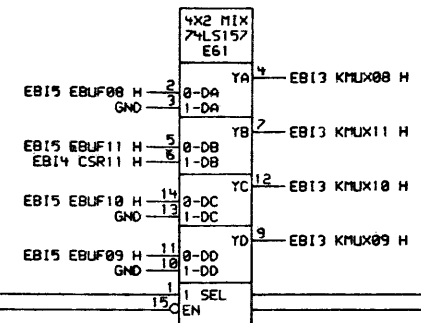 4X2 MIX
74LS157
E61
EBI5 EBUF08 H 2 0-DA YA 4 EBI3 KMUX08 H
GND 3 1-DA
EBI5 EBUF11 H 5 0-DB YB 7 EBI3 KMUX11 H
EBI4 CSR11 H 6 1-DB
EBI5 EBUF10 H 14 0-DC YC 12 EBI3 KMUX10 H
GND 13 1-DC
EBI5 EBUF09 H 11 0-DD YD 9 EBI3 KMUX09 H
GND 10 1-DD
1 1 SEL
15 EN